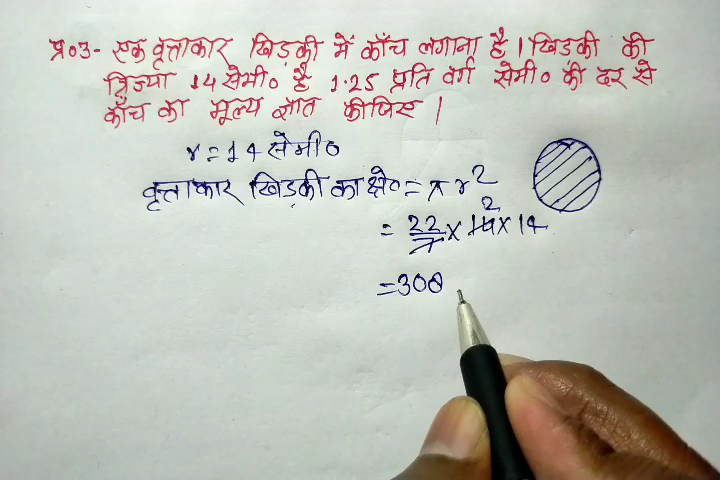 प्र०3- एक वृत्ताकार खिड़की में काँच लगाना है। खिड़की की
त्रिज्या 14 सेमी० है 1.25 प्रति वर्ग सेमी० की दर से
काँच का मूल्य ज्ञात कीजिए।
r = 14 सेमी०
वृत्ताकार खिड़की का क्षे० = π r²
2
= 22/7 × 14 × 14
= 308